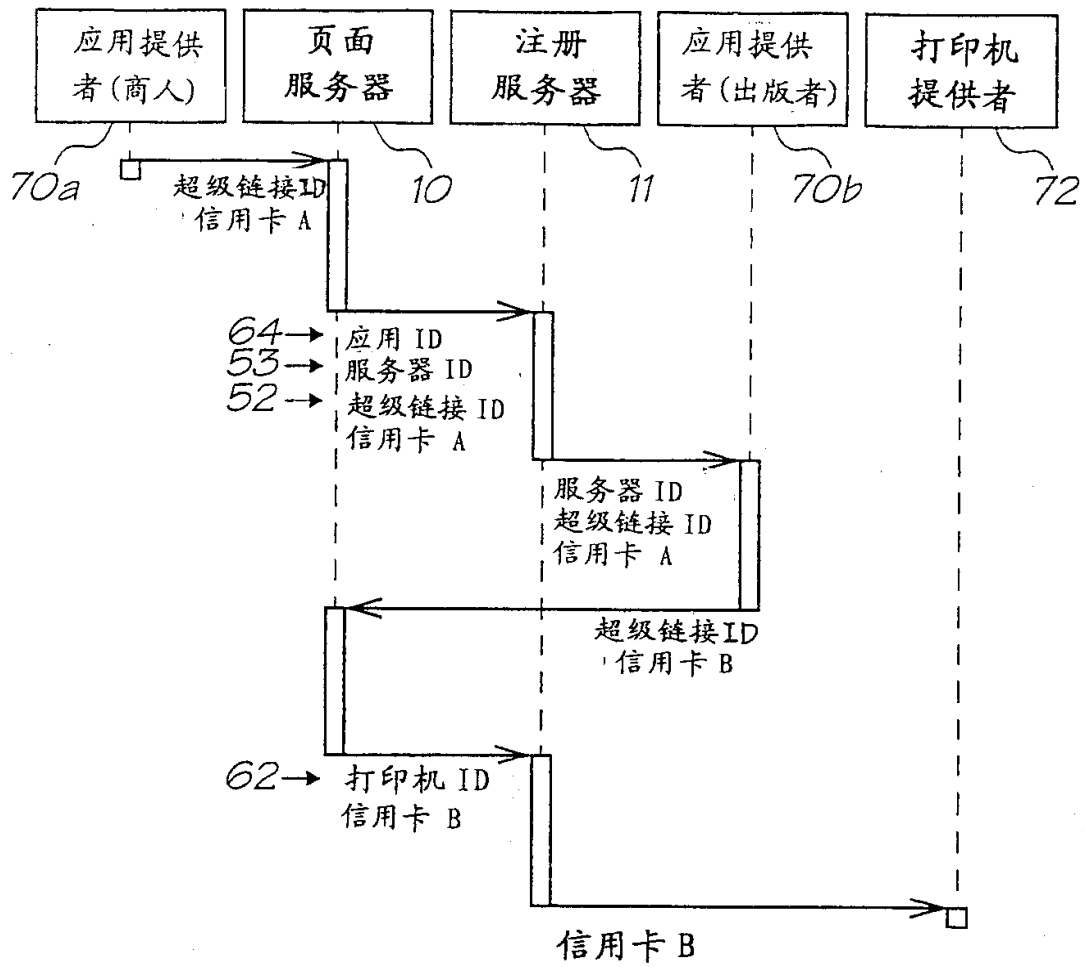 应用提供
者(商人)
页面
服务器
注册
服务器
应用提供
者(出版者)
打印机
提供者
70a
10
11
70b
72
超级链接ID
信用卡 A
64
应用 ID
53
服务器 ID
52
超级链接 ID
信用卡 A
服务器 ID
超级链接 ID
信用卡 A
超级链接ID
信用卡 B
62
打印机 ID
信用卡 B
信用卡 B